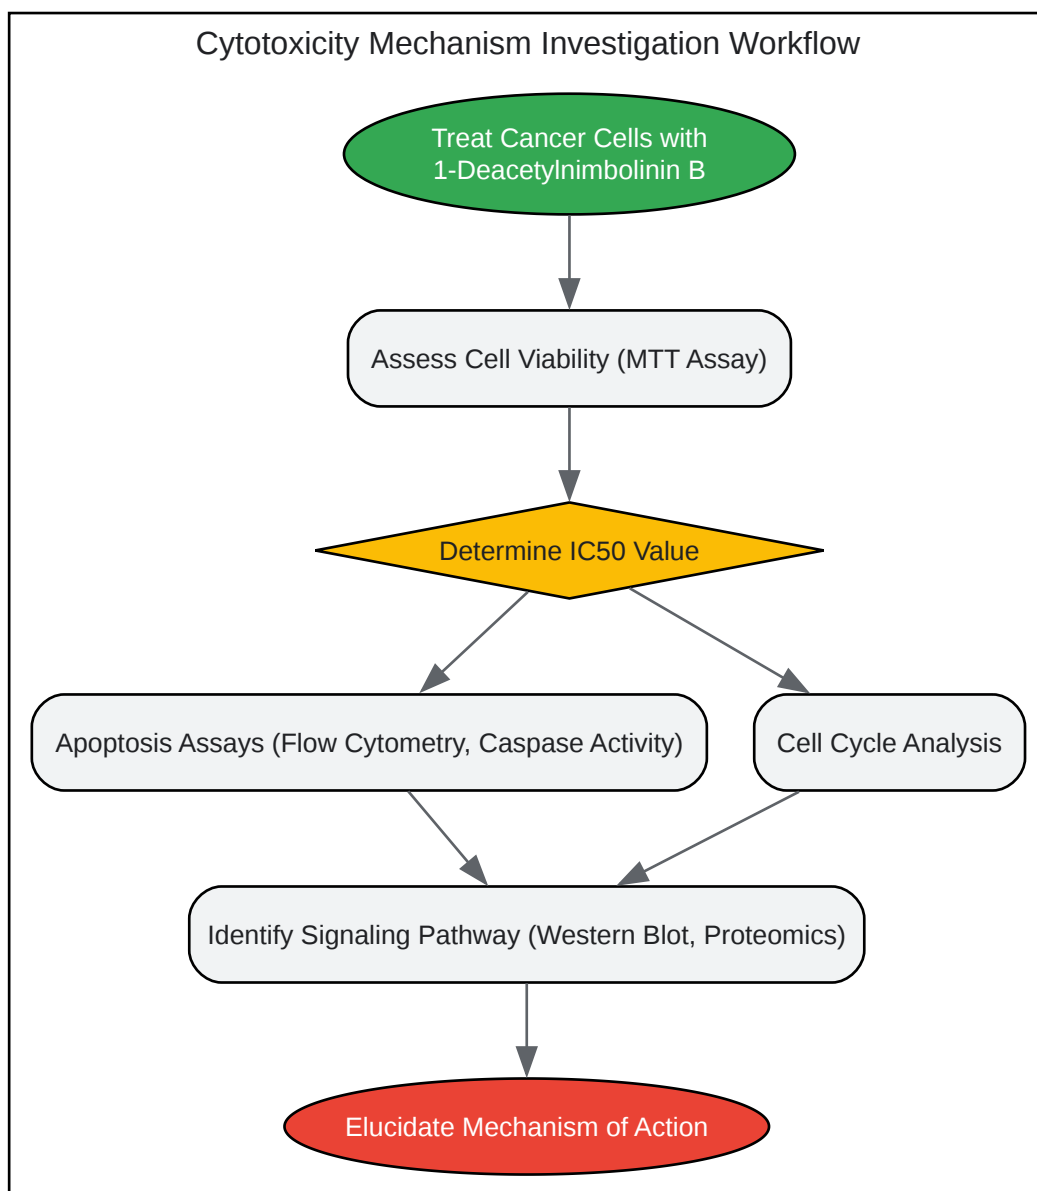 Cytotoxicity Mechanism Investigation Workflow
Treat Cancer Cells with
1-Deacetylnimbolinin B
Assess Cell Viability (MTT Assay)
Determine IC50 Value
Apoptosis Assays (Flow Cytometry, Caspase Activity)
Cell Cycle Analysis
Identify Signaling Pathway (Western Blot, Proteomics)
Elucidate Mechanism of Action